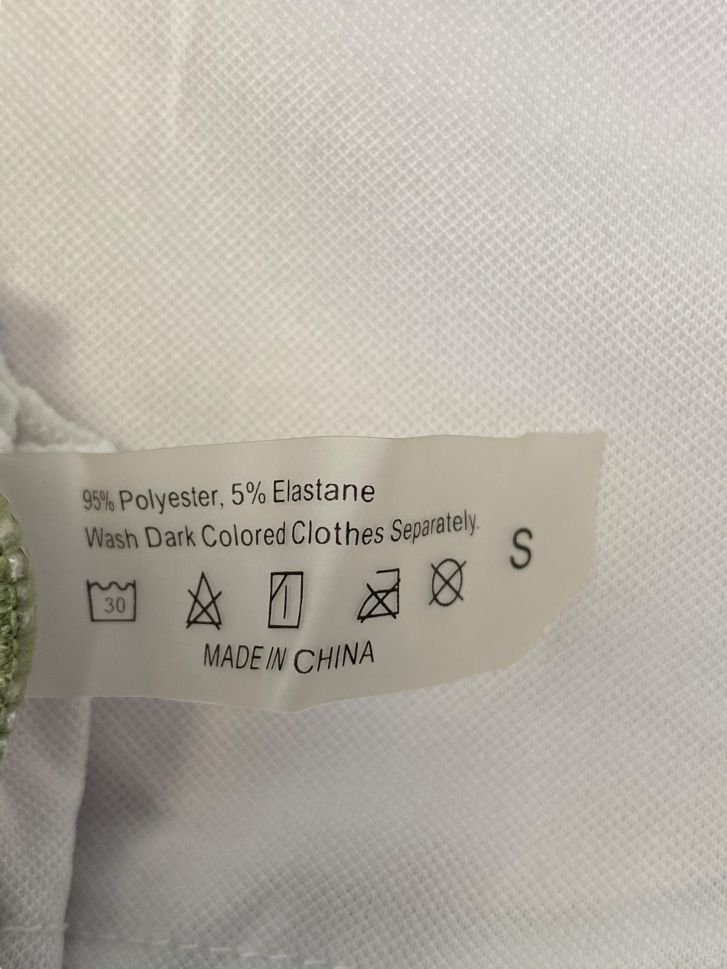 95% Polyester, 5% Elastane
Wash Dark Colored Clothes Separately.
S
30
MADE IN CHINA